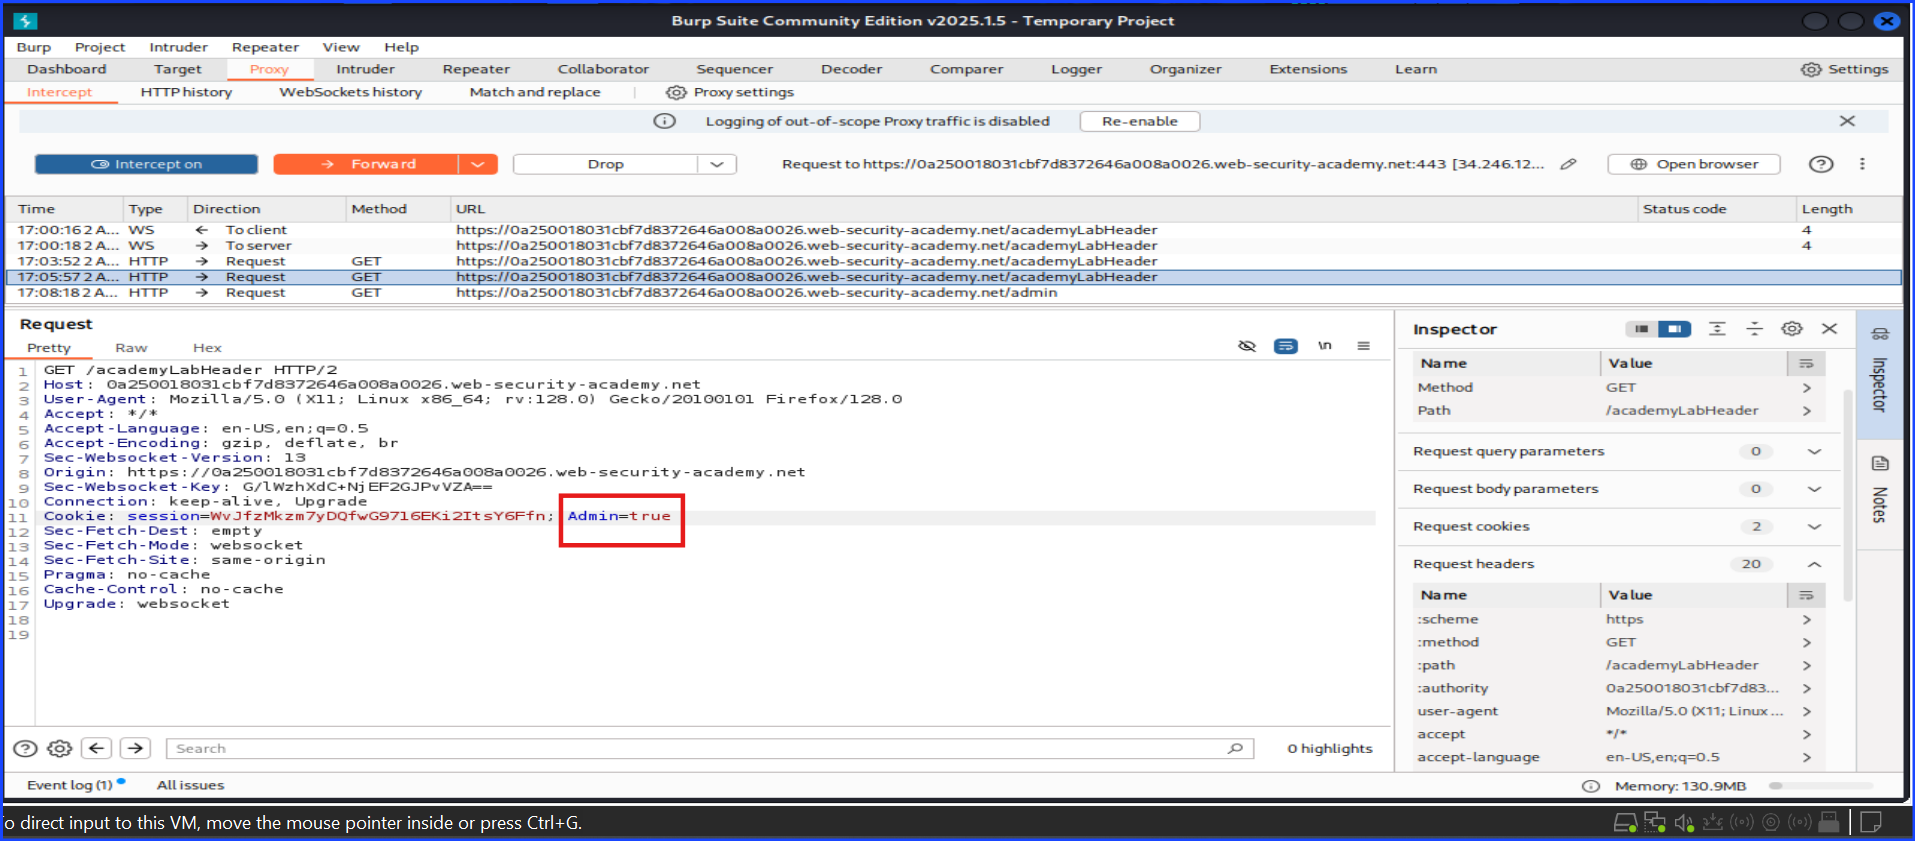 Burp Suite Community Edition v2025.1.5 - Temporary Project
Burp Project Intruder Repeater View Help
Dashboard Target Proxy Intruder Repeater Collaborator Sequencer Decoder Comparer Logger Organizer Extensions Learn Settings
Intercept HTTP history WebSockets history Match and replace Proxy settings
Logging of out-of-scope Proxy traffic is disabled Re-enable
Intercept on Forward Drop Request to https://0a250018031cbf7d8372646a008a0026.web-security-academy.net:443 [34.246.12... Open browser
Time Type Direction Method URL Status code Length
17:00:16 2 A... WS ← To client https://0a250018031cbf7d8372646a008a0026.web-security-academy.net/academyLabHeader 4
17:00:18 2 A... WS → To server https://0a250018031cbf7d8372646a008a0026.web-security-academy.net/academyLabHeader 4
17:03:52 2 A... HTTP → Request GET https://0a250018031cbf7d8372646a008a0026.web-security-academy.net/academyLabHeader
17:05:57 2 A... HTTP → Request GET https://0a250018031cbf7d8372646a008a0026.web-security-academy.net/academyLabHeader
17:08:18 2 A... HTTP → Request GET https://0a250018031cbf7d8372646a008a0026.web-security-academy.net/admin
Request
Pretty Raw Hex \n
1 GET /academyLabHeader HTTP/2
2 Host: 0a250018031cbf7d8372646a008a0026.web-security-academy.net
3 User-Agent: Mozilla/5.0 (X11; Linux x86_64; rv:128.0) Gecko/20100101 Firefox/128.0
4 Accept: */*
5 Accept-Language: en-US,en;q=0.5
6 Accept-Encoding: gzip, deflate, br
7 Sec-Websocket-Version: 13
8 Origin: https://0a250018031cbf7d8372646a008a0026.web-security-academy.net
9 Sec-Websocket-Key: G/lWzhXdC+NjEF2GJPvVZA==
10 Connection: keep-alive, Upgrade
11 Cookie: session=WvJfzMkzm7yDQfwG97l6EKi2ItsY6Ffn; Admin=true
12 Sec-Fetch-Dest: empty
13 Sec-Fetch-Mode: websocket
14 Sec-Fetch-Site: same-origin
15 Pragma: no-cache
16 Cache-Control: no-cache
17 Upgrade: websocket
18
19
Search 0 highlights
Inspector
Name Value
Method GET
Path /academyLabHeader
Request query parameters 0
Request body parameters 0
Request cookies 2
Request headers 20
Name Value
:scheme https
:method GET
:path /academyLabHeader
:authority 0a250018031cbf7d83...
user-agent Mozilla/5.0 (X11; Linux ...
accept */*
accept-language en-US,en;q=0.5
Inspector
Notes
Event log (1) All issues Memory: 130.9MB
o direct input to this VM, move the mouse pointer inside or press Ctrl+G.